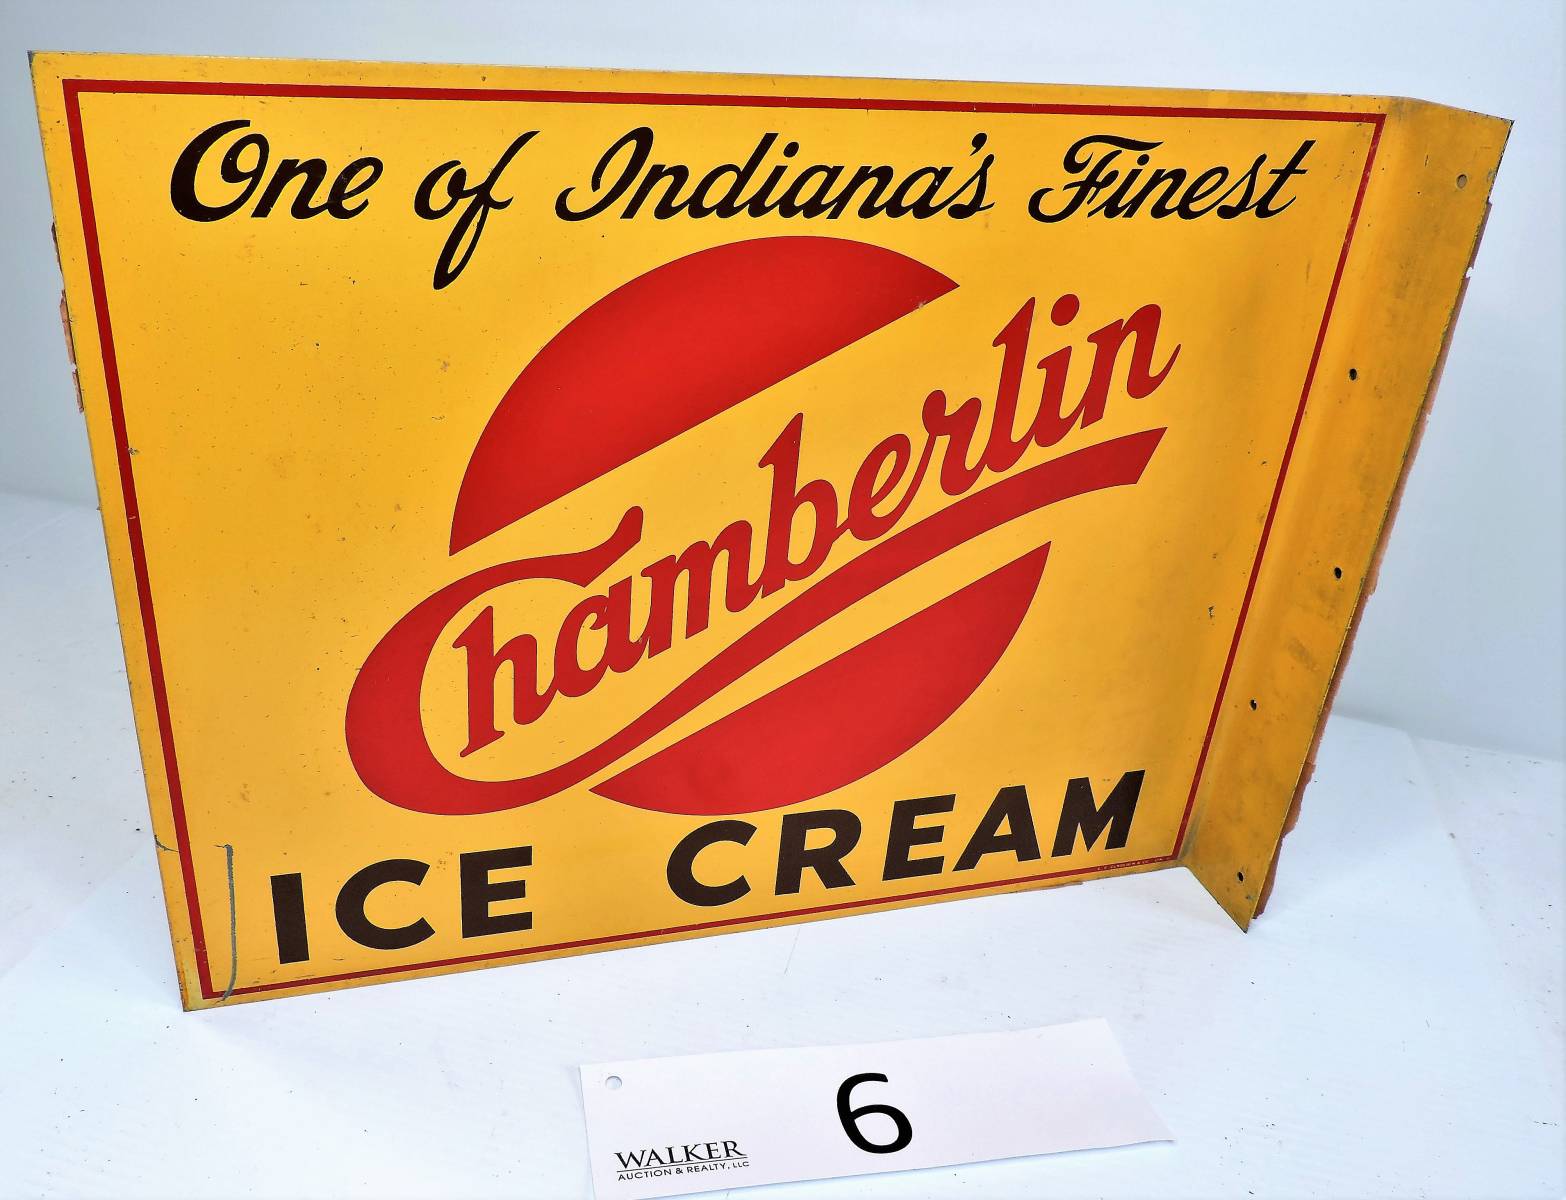 One of Indiana's Finest
Chamberlin
ICE CREAM
6
WALKER
AUCTION & REALTY, LLC